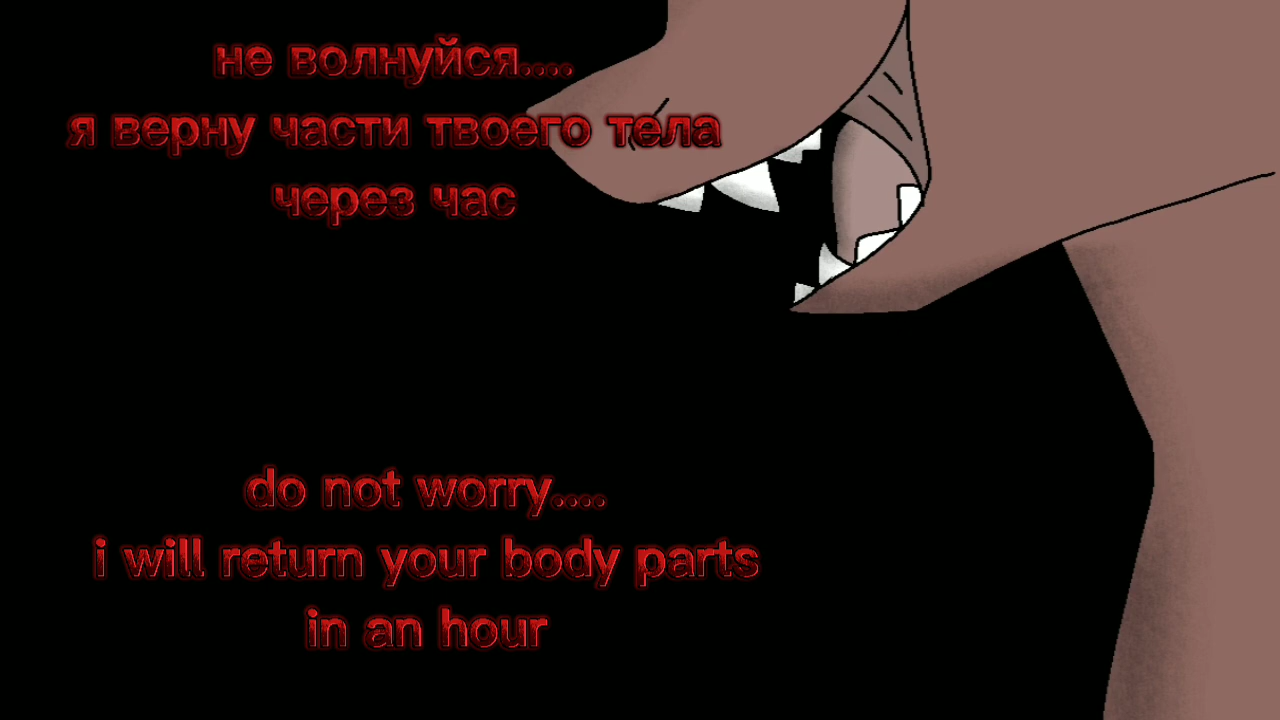 не волнуйся....
я верну части твоего тела
через час
do not worry....
i will return your body parts
in an hour